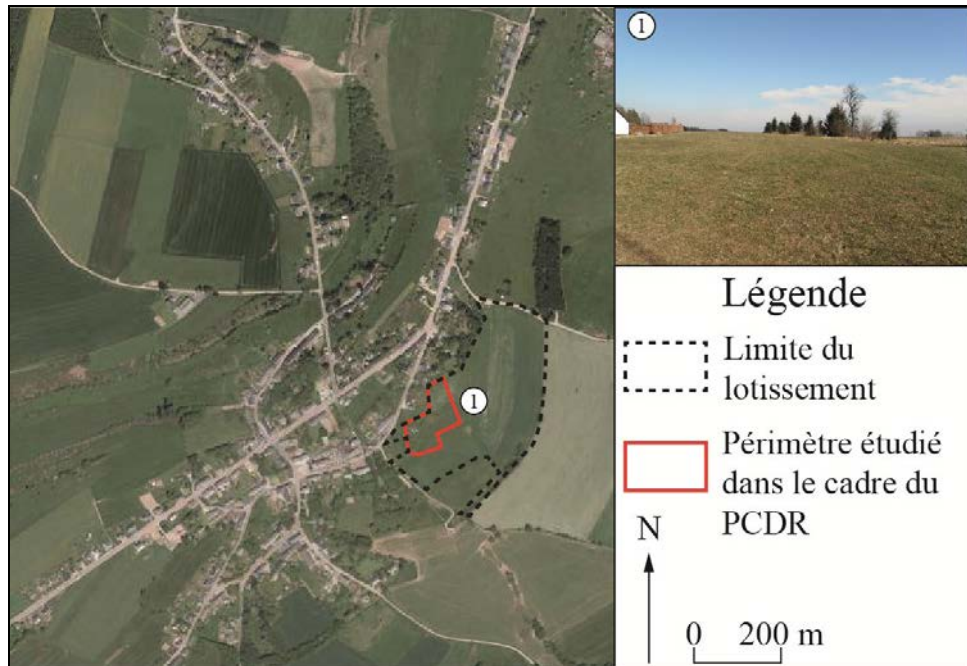 1
1
Légende
Limite du
lotissement
Périmètre étudié
dans le cadre du
PCDR
N
0 200 m